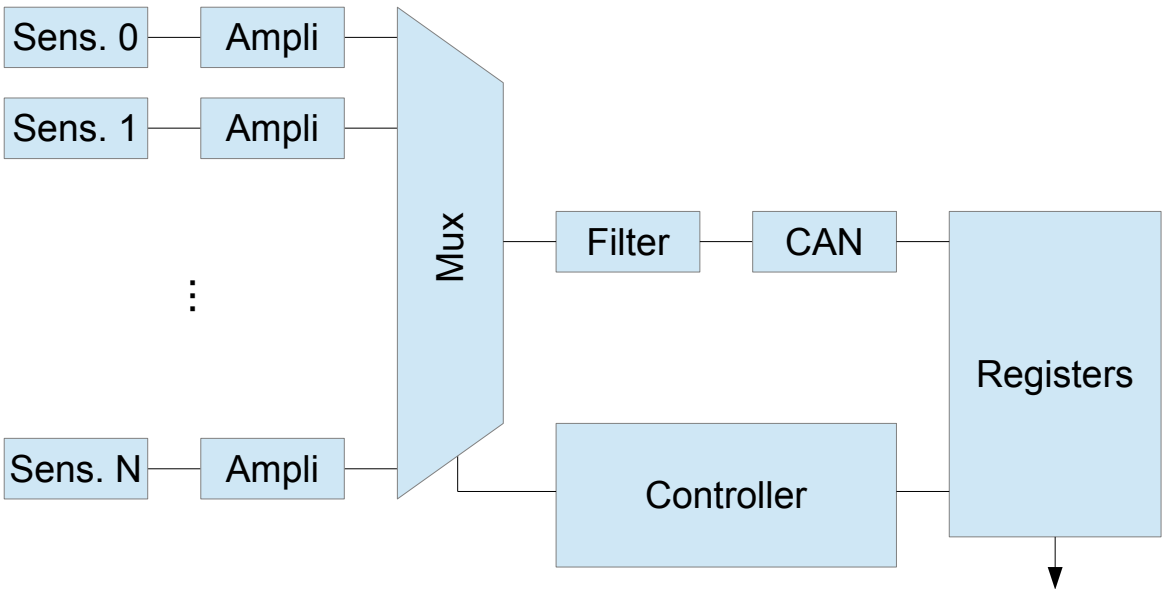 Sens. 0
Ampli
Sens. 1
Ampli
Mux
Filter
CAN
Registers
...
Sens. N
Ampli
Controller